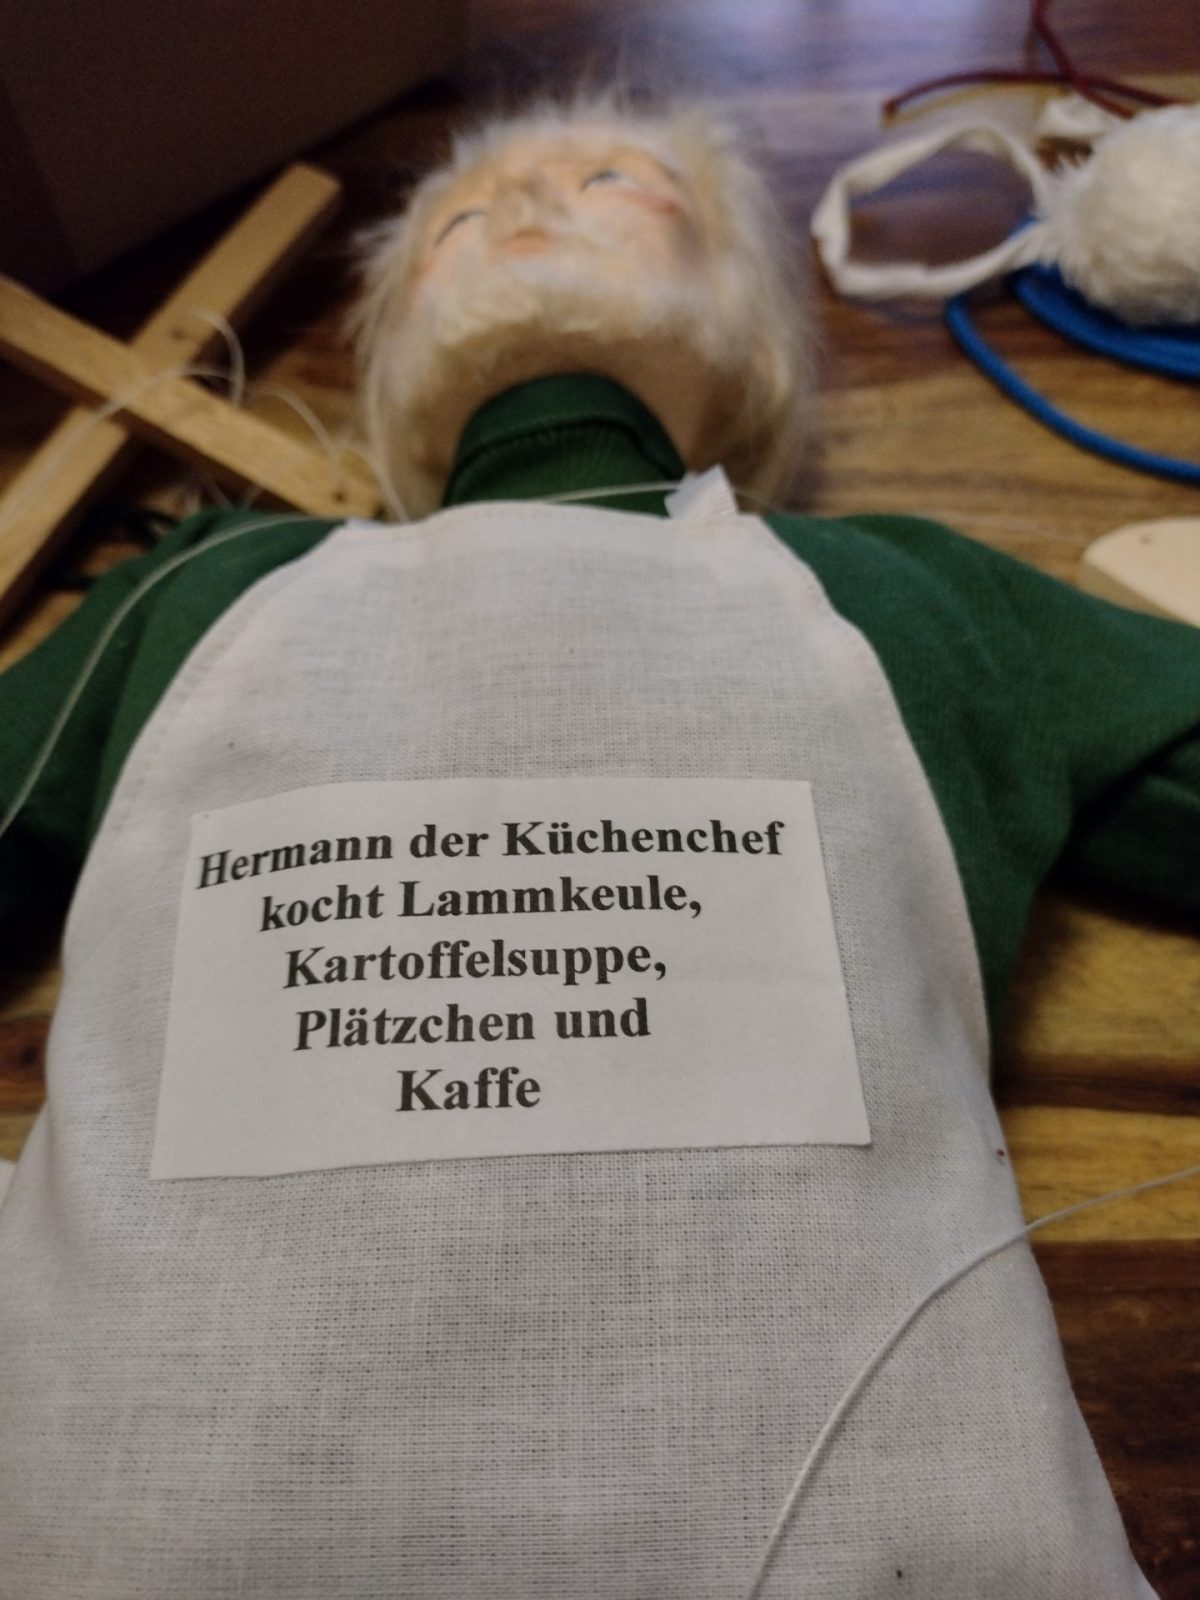 Hermann der Küchenchef
kocht Lammkeule,
Kartoffelsuppe,
Plätzchen und
Kaffe